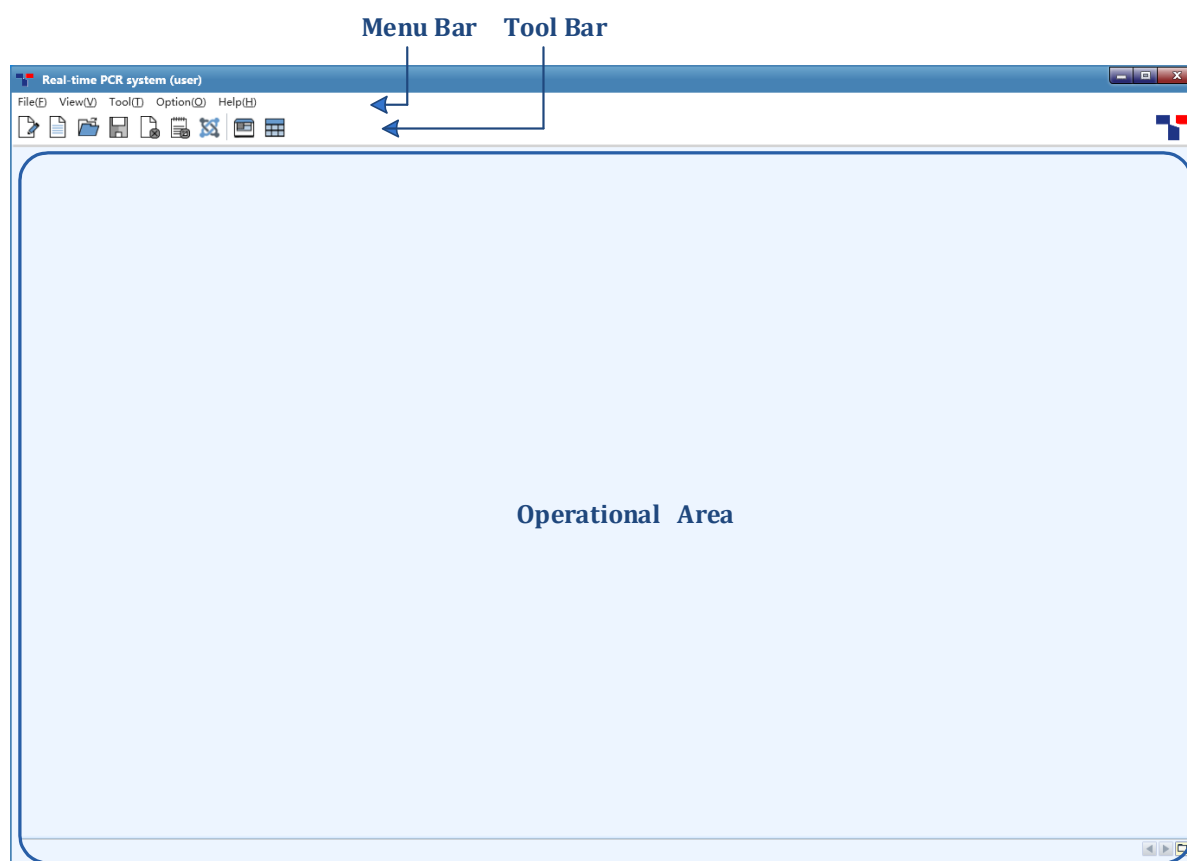 Menu Bar Tool Bar
Real-time PCR system (user)
File(F) View(V) Tool(T) Option(O) Help(H)
Operational Area